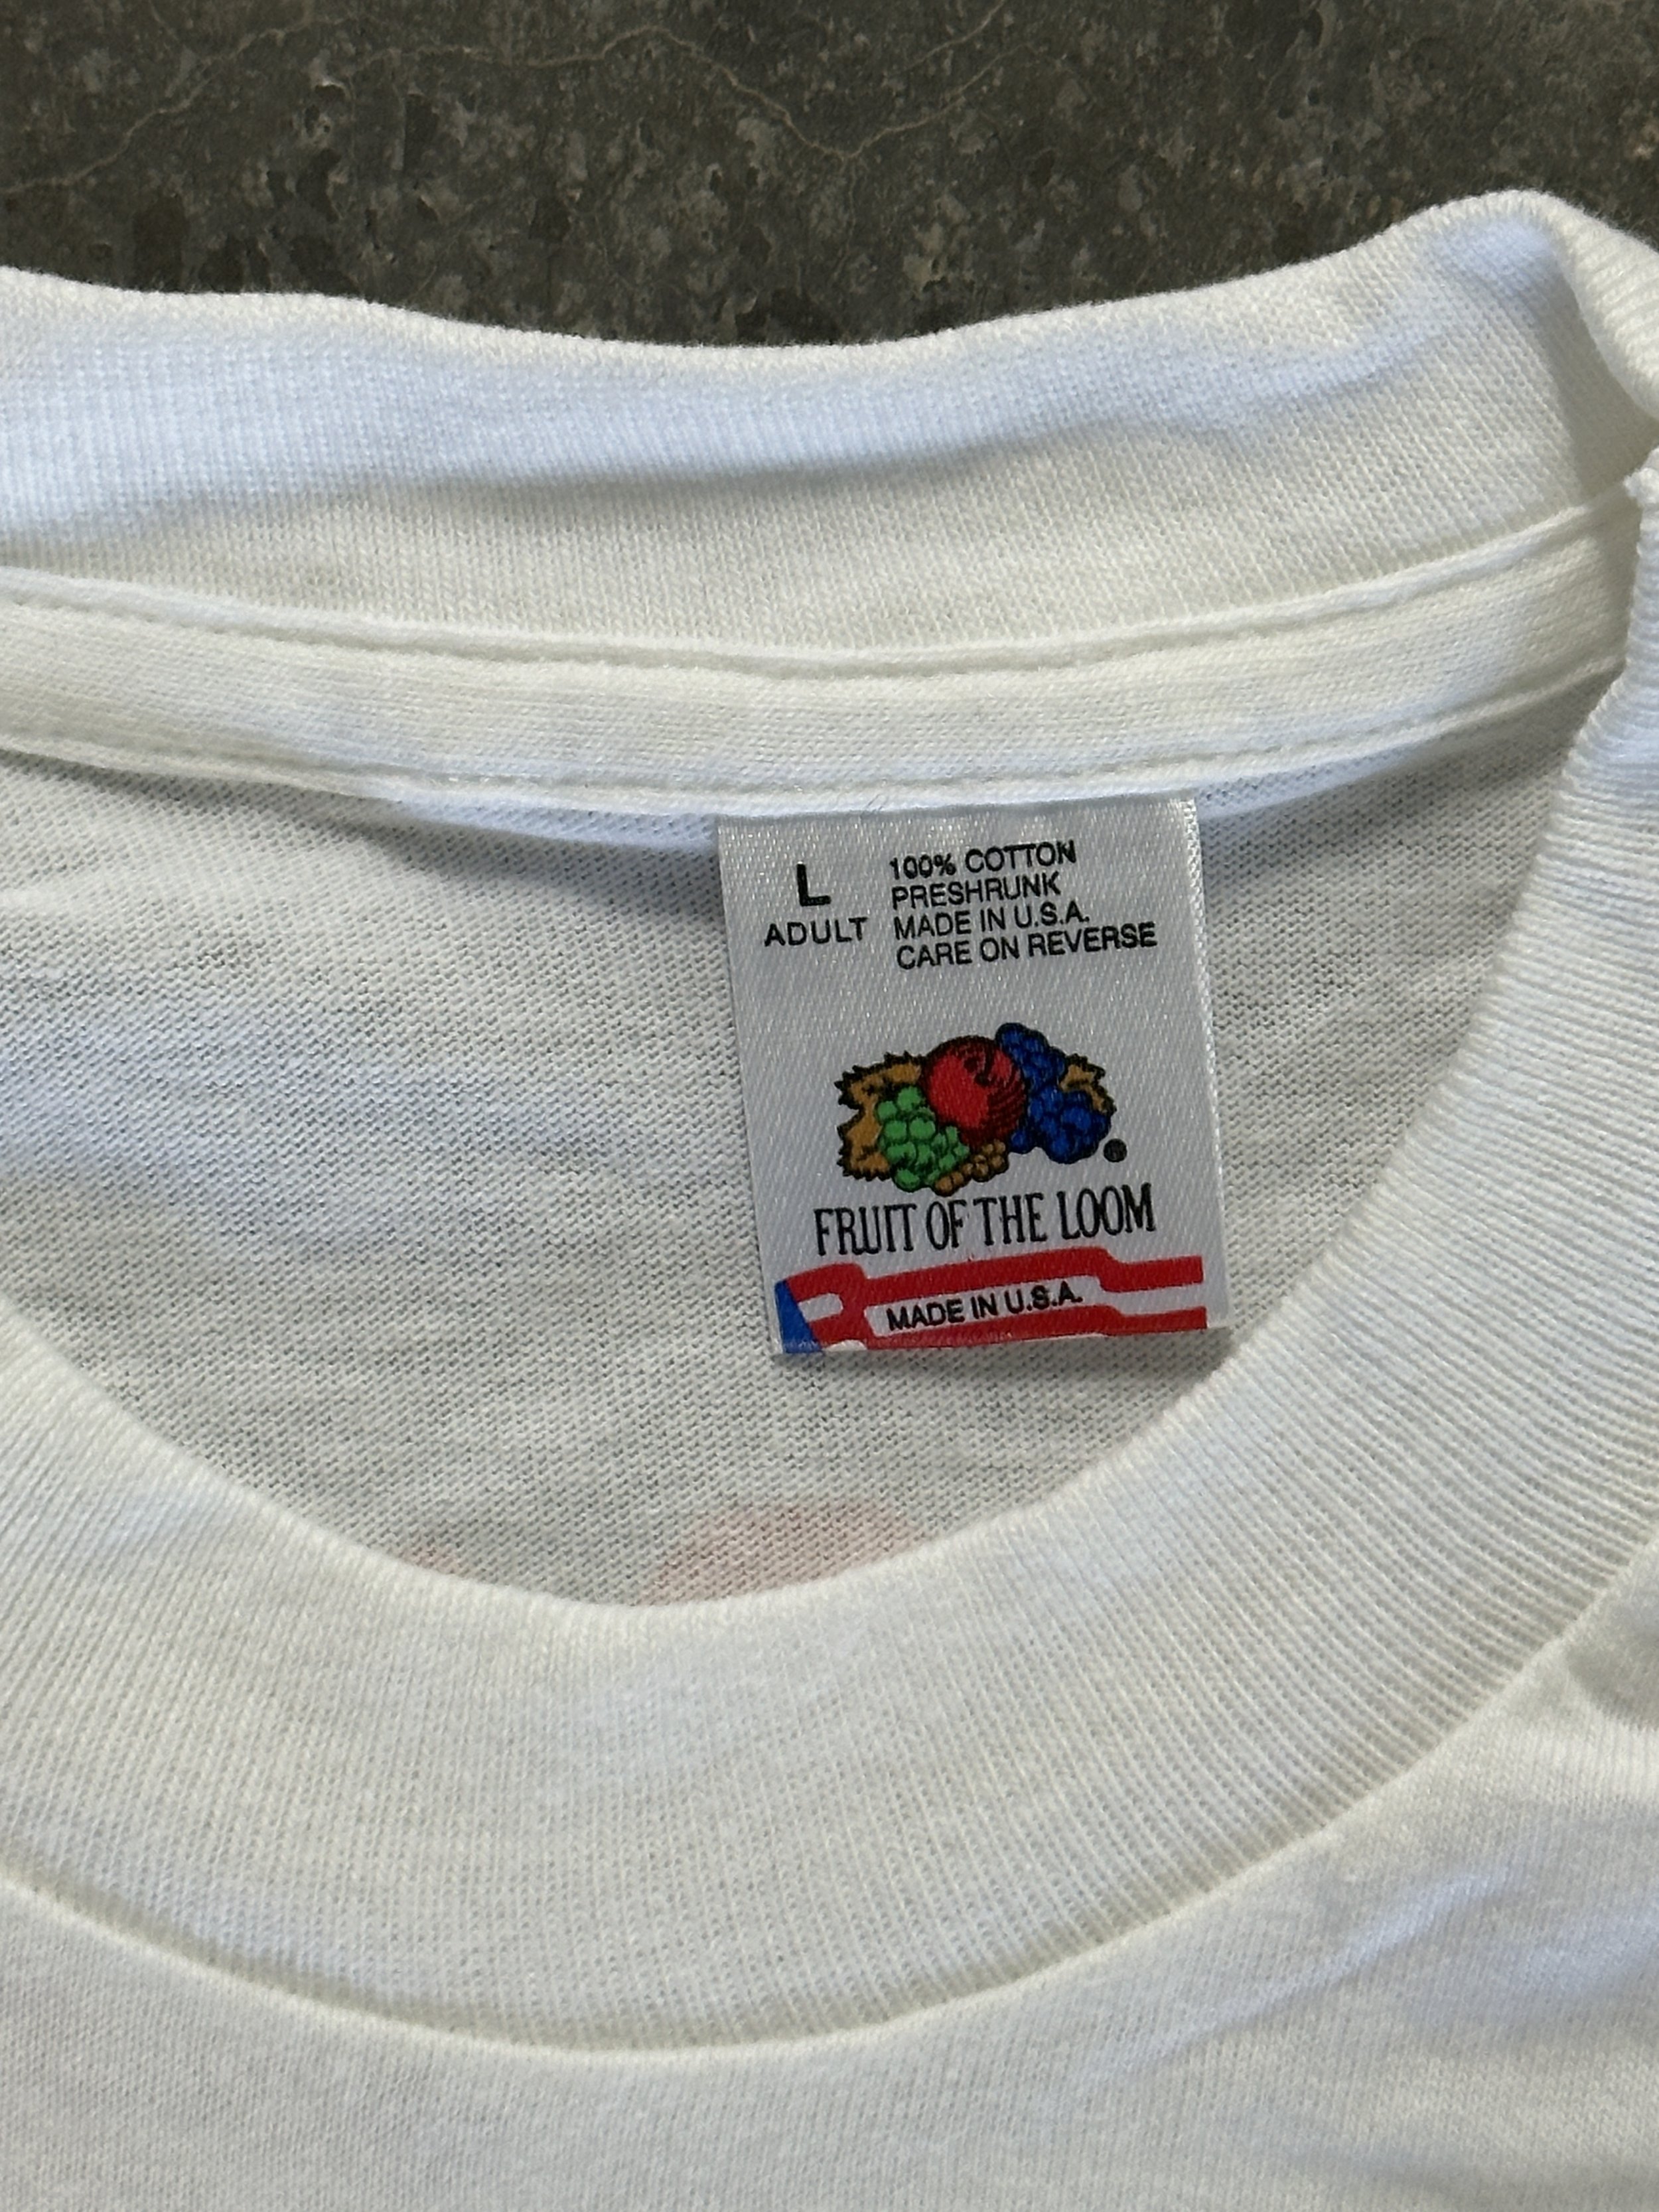 L
ADULT
100% COTTON
PRESHRUNK
MADE IN U.S.A.
CARE ON REVERSE
®
FRUIT OF THE LOOM
MADE IN U.S.A.